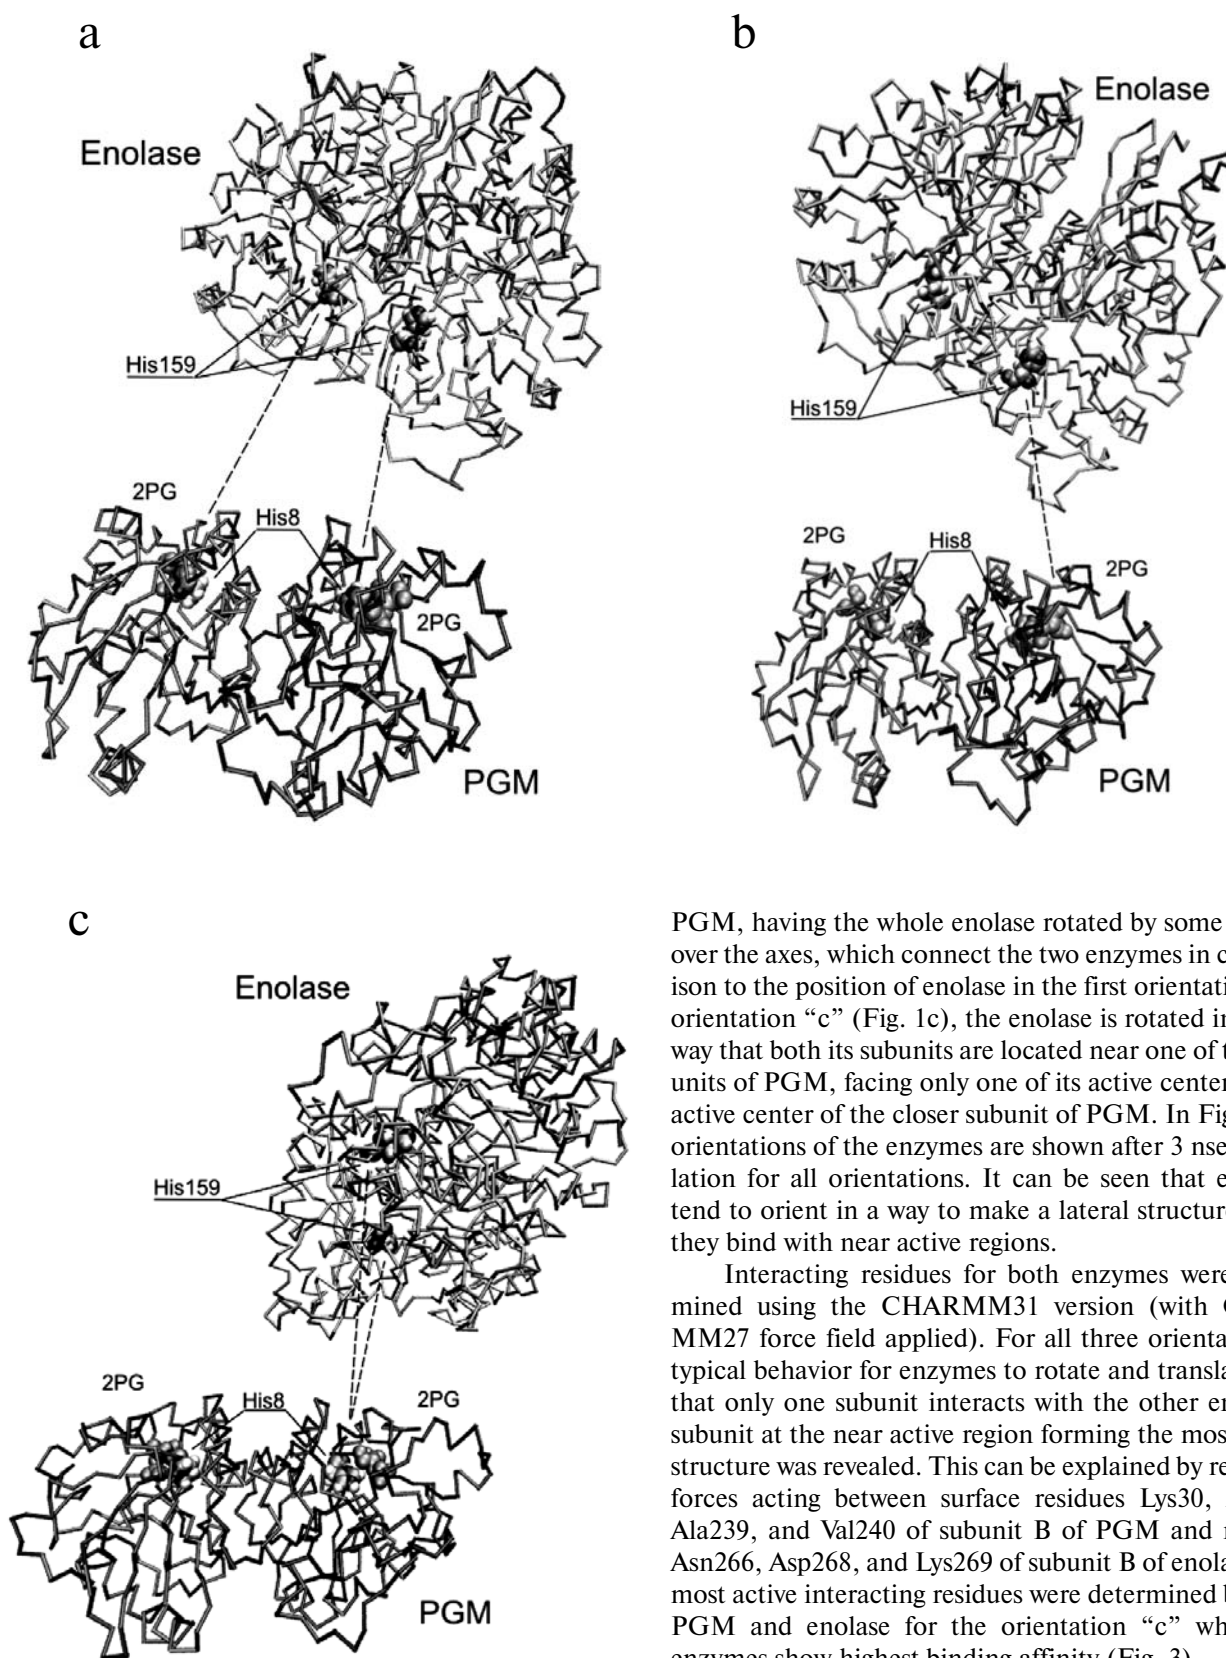 a
Enolase
His159
2PG
His8
2PG
PGM
b
Enolase
His159
2PG
His8
2PG
PGM
c
Enolase
His159
2PG
His8
2PG
PGM
PGM, having the whole enolase rotated by some
over the axes, which connect the two enzymes in c
ison to the position of enolase in the first orientati
orientation “c” (Fig. 1c), the enolase is rotated in
way that both its subunits are located near one of t
units of PGM, facing only one of its active center
active center of the closer subunit of PGM. In Fig
orientations of the enzymes are shown after 3 nse
lation for all orientations. It can be seen that e
tend to orient in a way to make a lateral structure
they bind with near active regions.
Interacting residues for both enzymes were
mined using the CHARMM31 version (with
MM27 force field applied). For all three orienta
typical behavior for enzymes to rotate and transla
that only one subunit interacts with the other en
subunit at the near active region forming the mos
structure was revealed. This can be explained by re
forces acting between surface residues Lys30,
Ala239, and Val240 of subunit B of PGM and
Asn266, Asp268, and Lys269 of subunit B of enola
most active interacting residues were determined b
PGM and enolase for the orientation “c” wh
enzymes show highest binding affinity (Fig. 3).